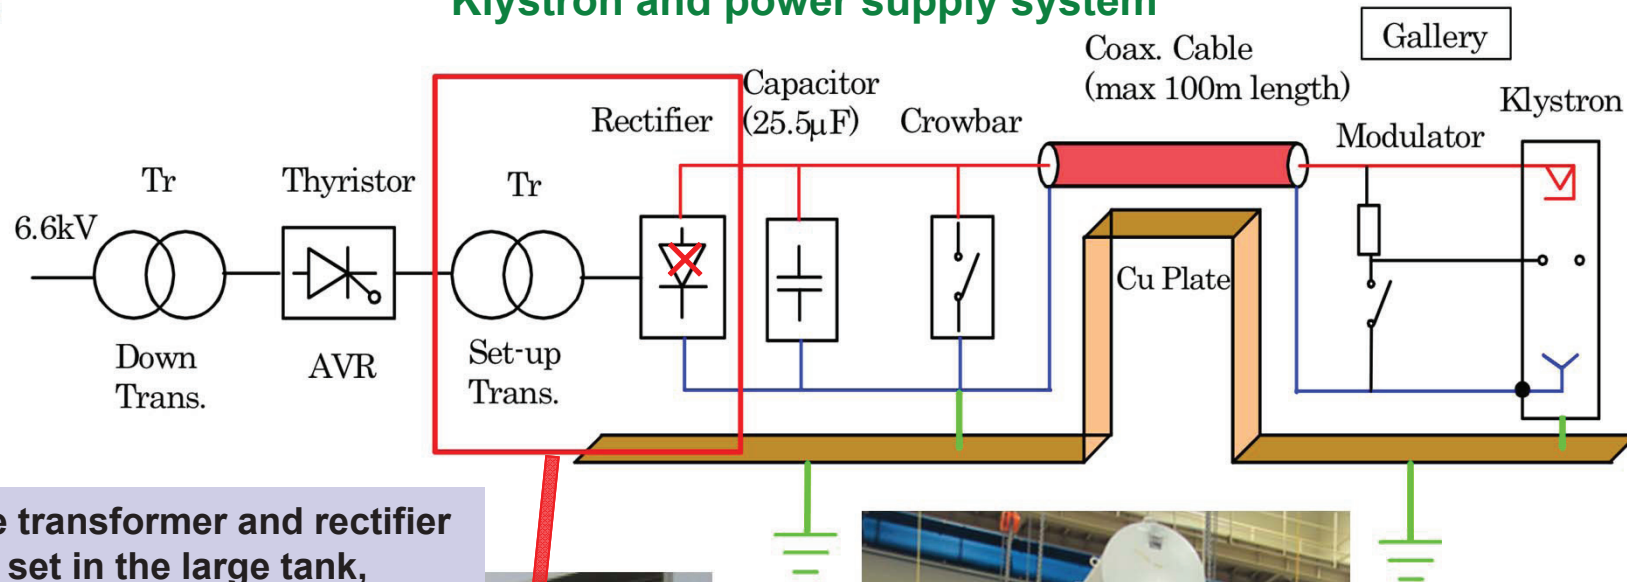 Klystron and power supply system
Gallery
Coax. Cable
(max 100m length)
Capacitor
(25.5μF)
Klystron
Rectifier
Crowbar
Modulator
Tr
Thyristor
Tr
6.6kV
Cu Plate
Down
Trans.
AVR
Set-up
Trans.
transformer and rectifier
set in the large tank,